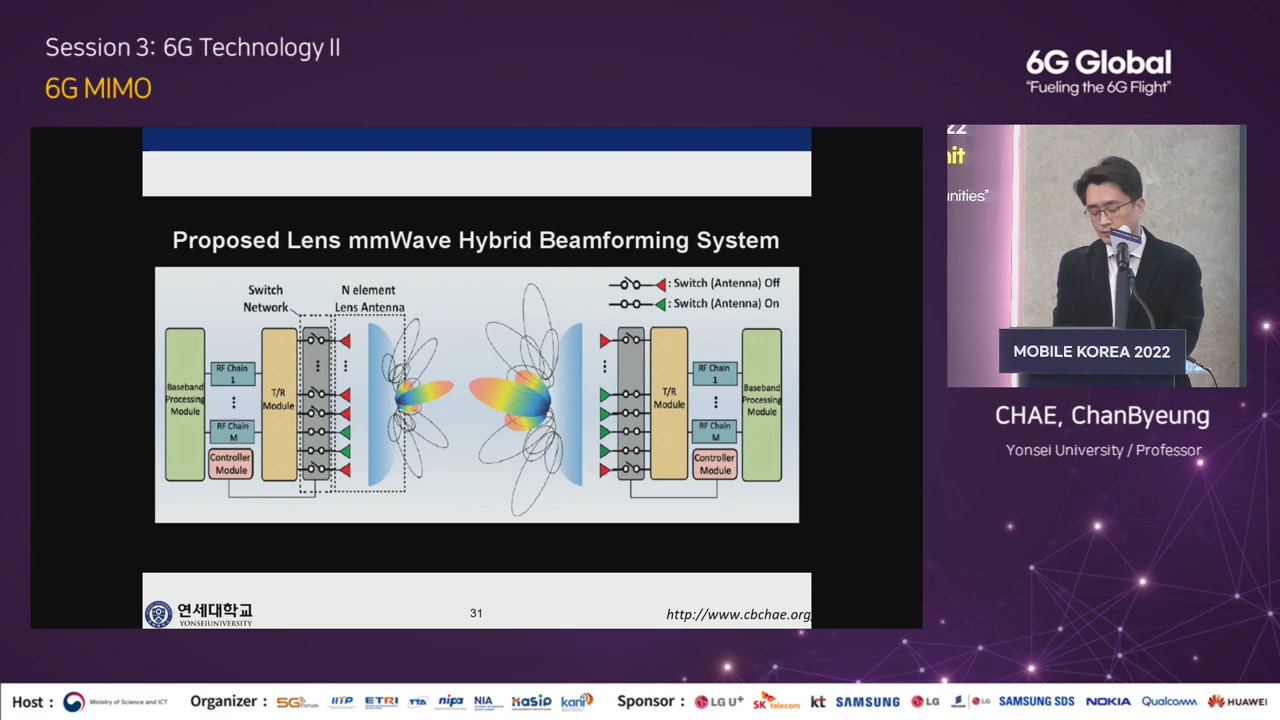 Session 3: 6G Technology II
6G MIMO
6G Global
"Fueling the 6G Flight"
22
nit
unities"
MOBILE KOREA 2022
CHAE, ChanByeung
Yonsei University / Professor
Proposed Lens mmWave Hybrid Beamforming System
Switch
Network
N element
Lens Antenna
: Switch (Antenna) Off
: Switch (Antenna) On
Baseband
Processing
Module
RF Chain
1
RF Chain
M
Controller
Module
T/R
Module
T/R
Module
RF Chain
1
RF Chain
M
Controller
Module
Baseband
Processing
Module
연세대학교
YONSEI UNIVERSITY
31
http://www.cbchae.org/
Host :
Ministry of Science and ICT
Organizer :
5G Forum
IITP
ETRI
TTA
nipa
NIA
kani
Sponsor :
LG U+
SK telecom
kt
SAMSUNG
LG
LG
SAMSUNG SDS
NOKIA
Qualcomm
HUAWEI